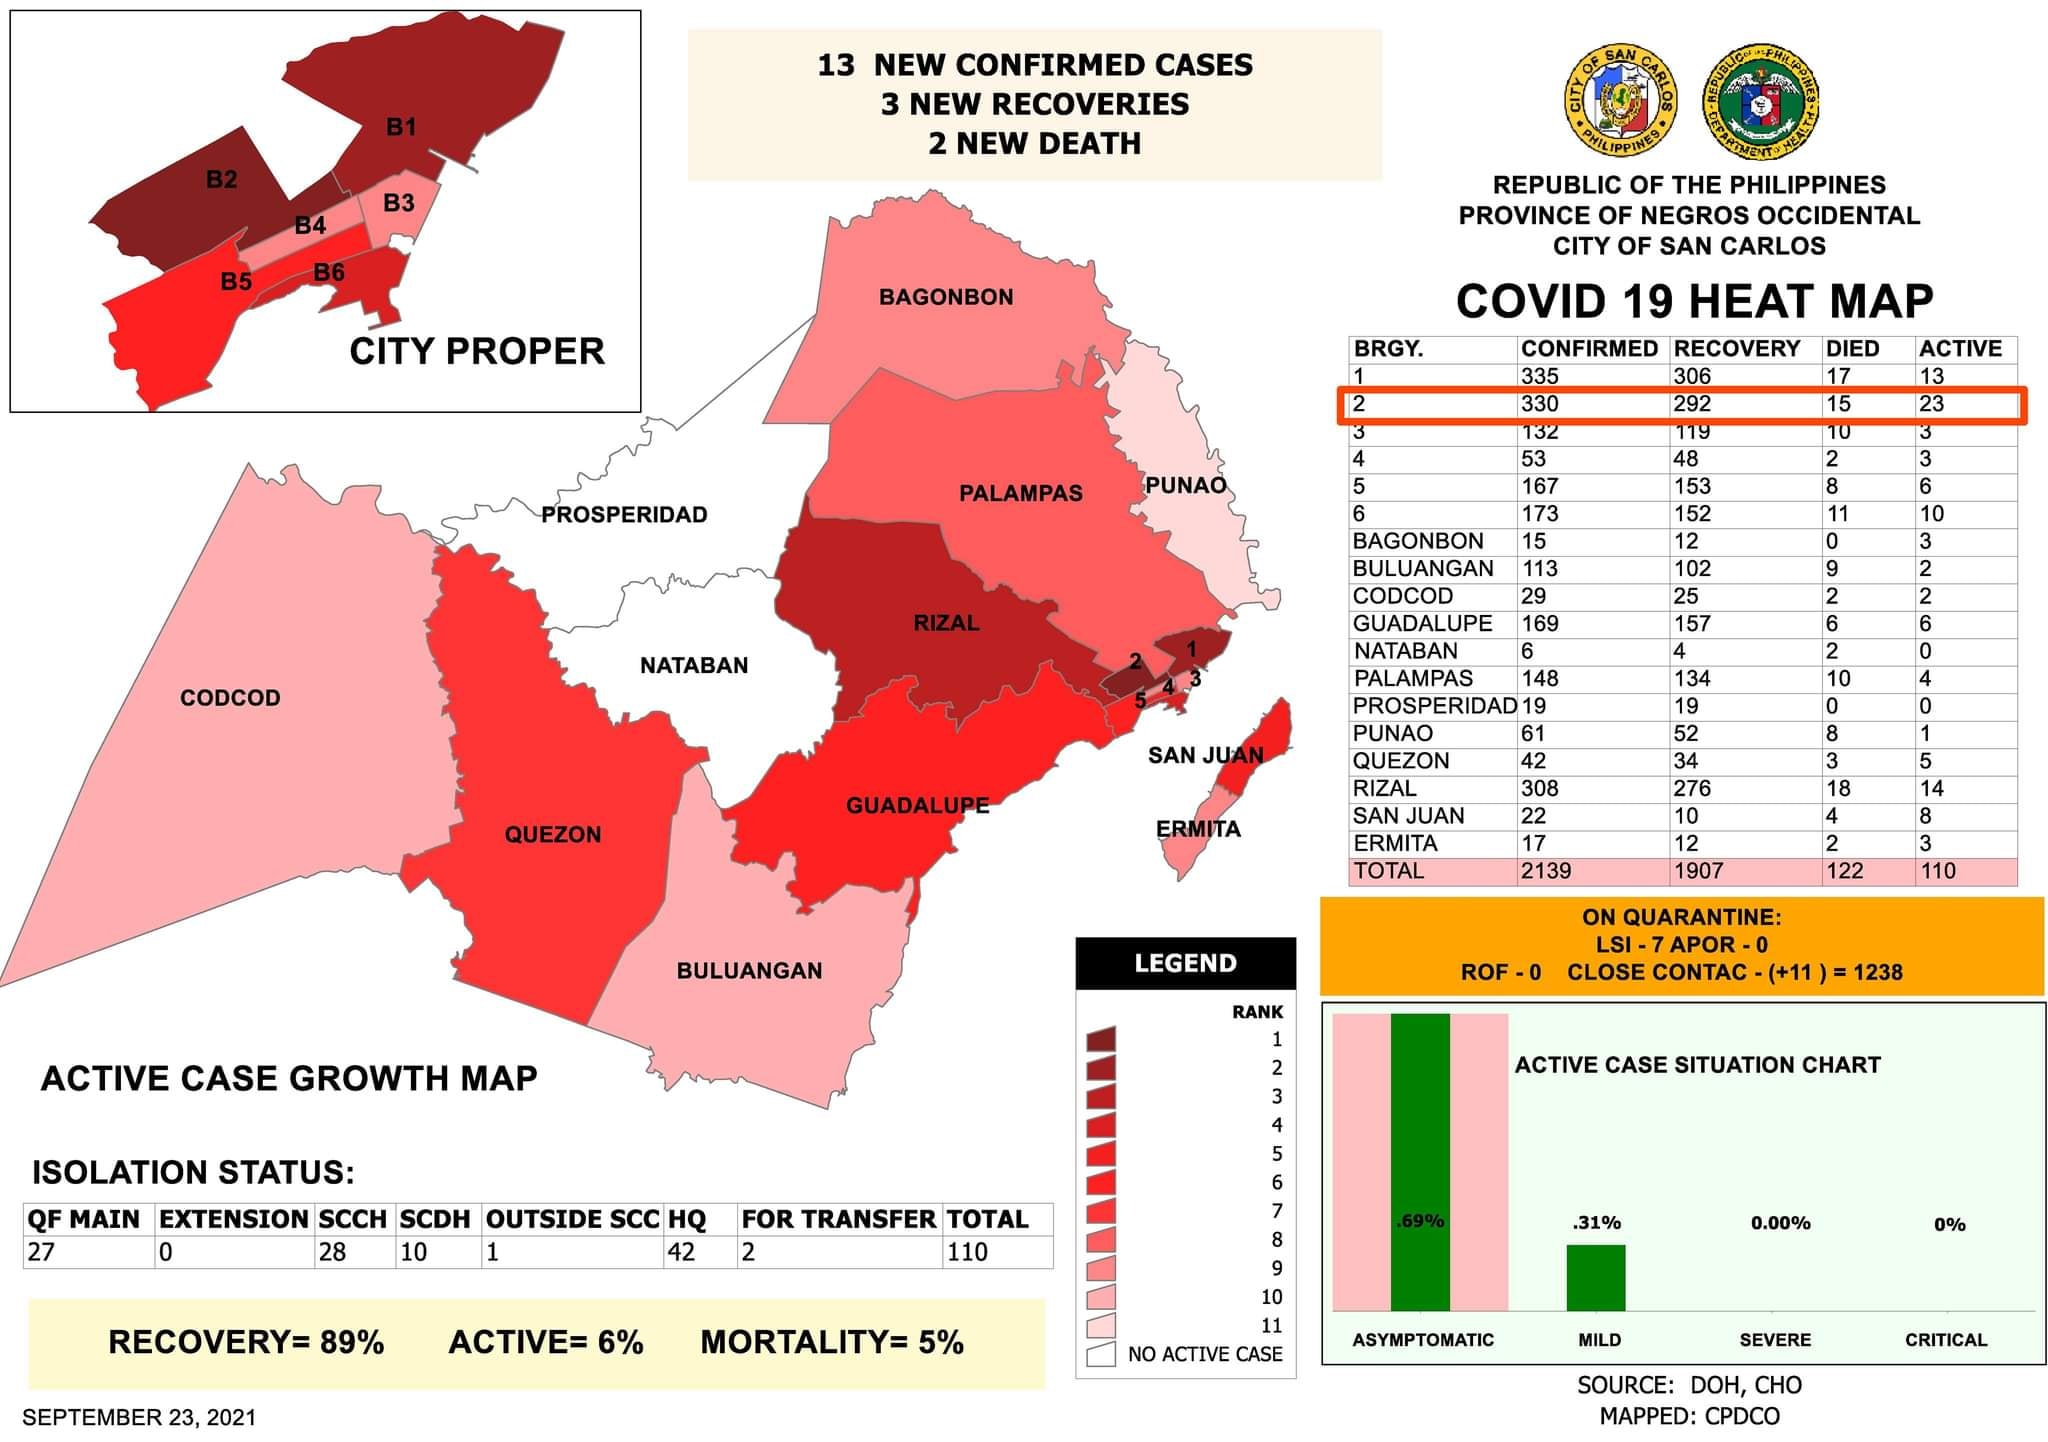 B1
B2
B3
B4
B5
B6
CITY PROPER
13 NEW CONFIRMED CASES
3 NEW RECOVERIES
2 NEW DEATH
CITY OF SAN CARLOS
PHILIPPINES
REPUBLIC OF THE PHILIPPINES
DEPARTMENT OF HEALTH
REPUBLIC OF THE PHILIPPINES
PROVINCE OF NEGROS OCCIDENTAL
CITY OF SAN CARLOS
COVID 19 HEAT MAP
BRGY. CONFIRMED RECOVERY DIED ACTIVE
1 335 306 17 13
2 330 292 15 23
3 132 119 10 3
4 53 48 2 3
5 167 153 8 6
6 173 152 11 10
BAGONBON 15 12 0 3
BULUANGAN 113 102 9 2
CODCOD 29 25 2 2
GUADALUPE 169 157 6 6
NATABAN 6 4 2 0
PALAMPAS 148 134 10 4
PROSPERIDAD 19 19 0 0
PUNAO 61 52 8 1
QUEZON 42 34 3 5
RIZAL 308 276 18 14
SAN JUAN 22 10 4 8
ERMITA 17 12 2 3
TOTAL 2139 1907 122 110
BAGONBON
PALAMPAS
PUNAO
PROSPERIDAD
RIZAL
NATABAN
CODCOD
1
2
3
4
5
SAN JUAN
GUADALUPE
ERMITA
QUEZON
BULUANGAN
ACTIVE CASE GROWTH MAP
LEGEND
RANK
1
2
3
4
5
6
7
8
9
10
11
NO ACTIVE CASE
ON QUARANTINE:
LSI - 7 APOR - 0
ROF - 0 CLOSE CONTAC - (+11 ) = 1238
ACTIVE CASE SITUATION CHART
.69% .31% 0.00% 0%
ASYMPTOMATIC MILD SEVERE CRITICAL
ISOLATION STATUS:
QF MAIN EXTENSION SCCH SCDH OUTSIDE SCC HQ FOR TRANSFER TOTAL
27 0 28 10 1 42 2 110
RECOVERY= 89% ACTIVE= 6% MORTALITY= 5%
SEPTEMBER 23, 2021
SOURCE: DOH, CHO
MAPPED: CPDCO